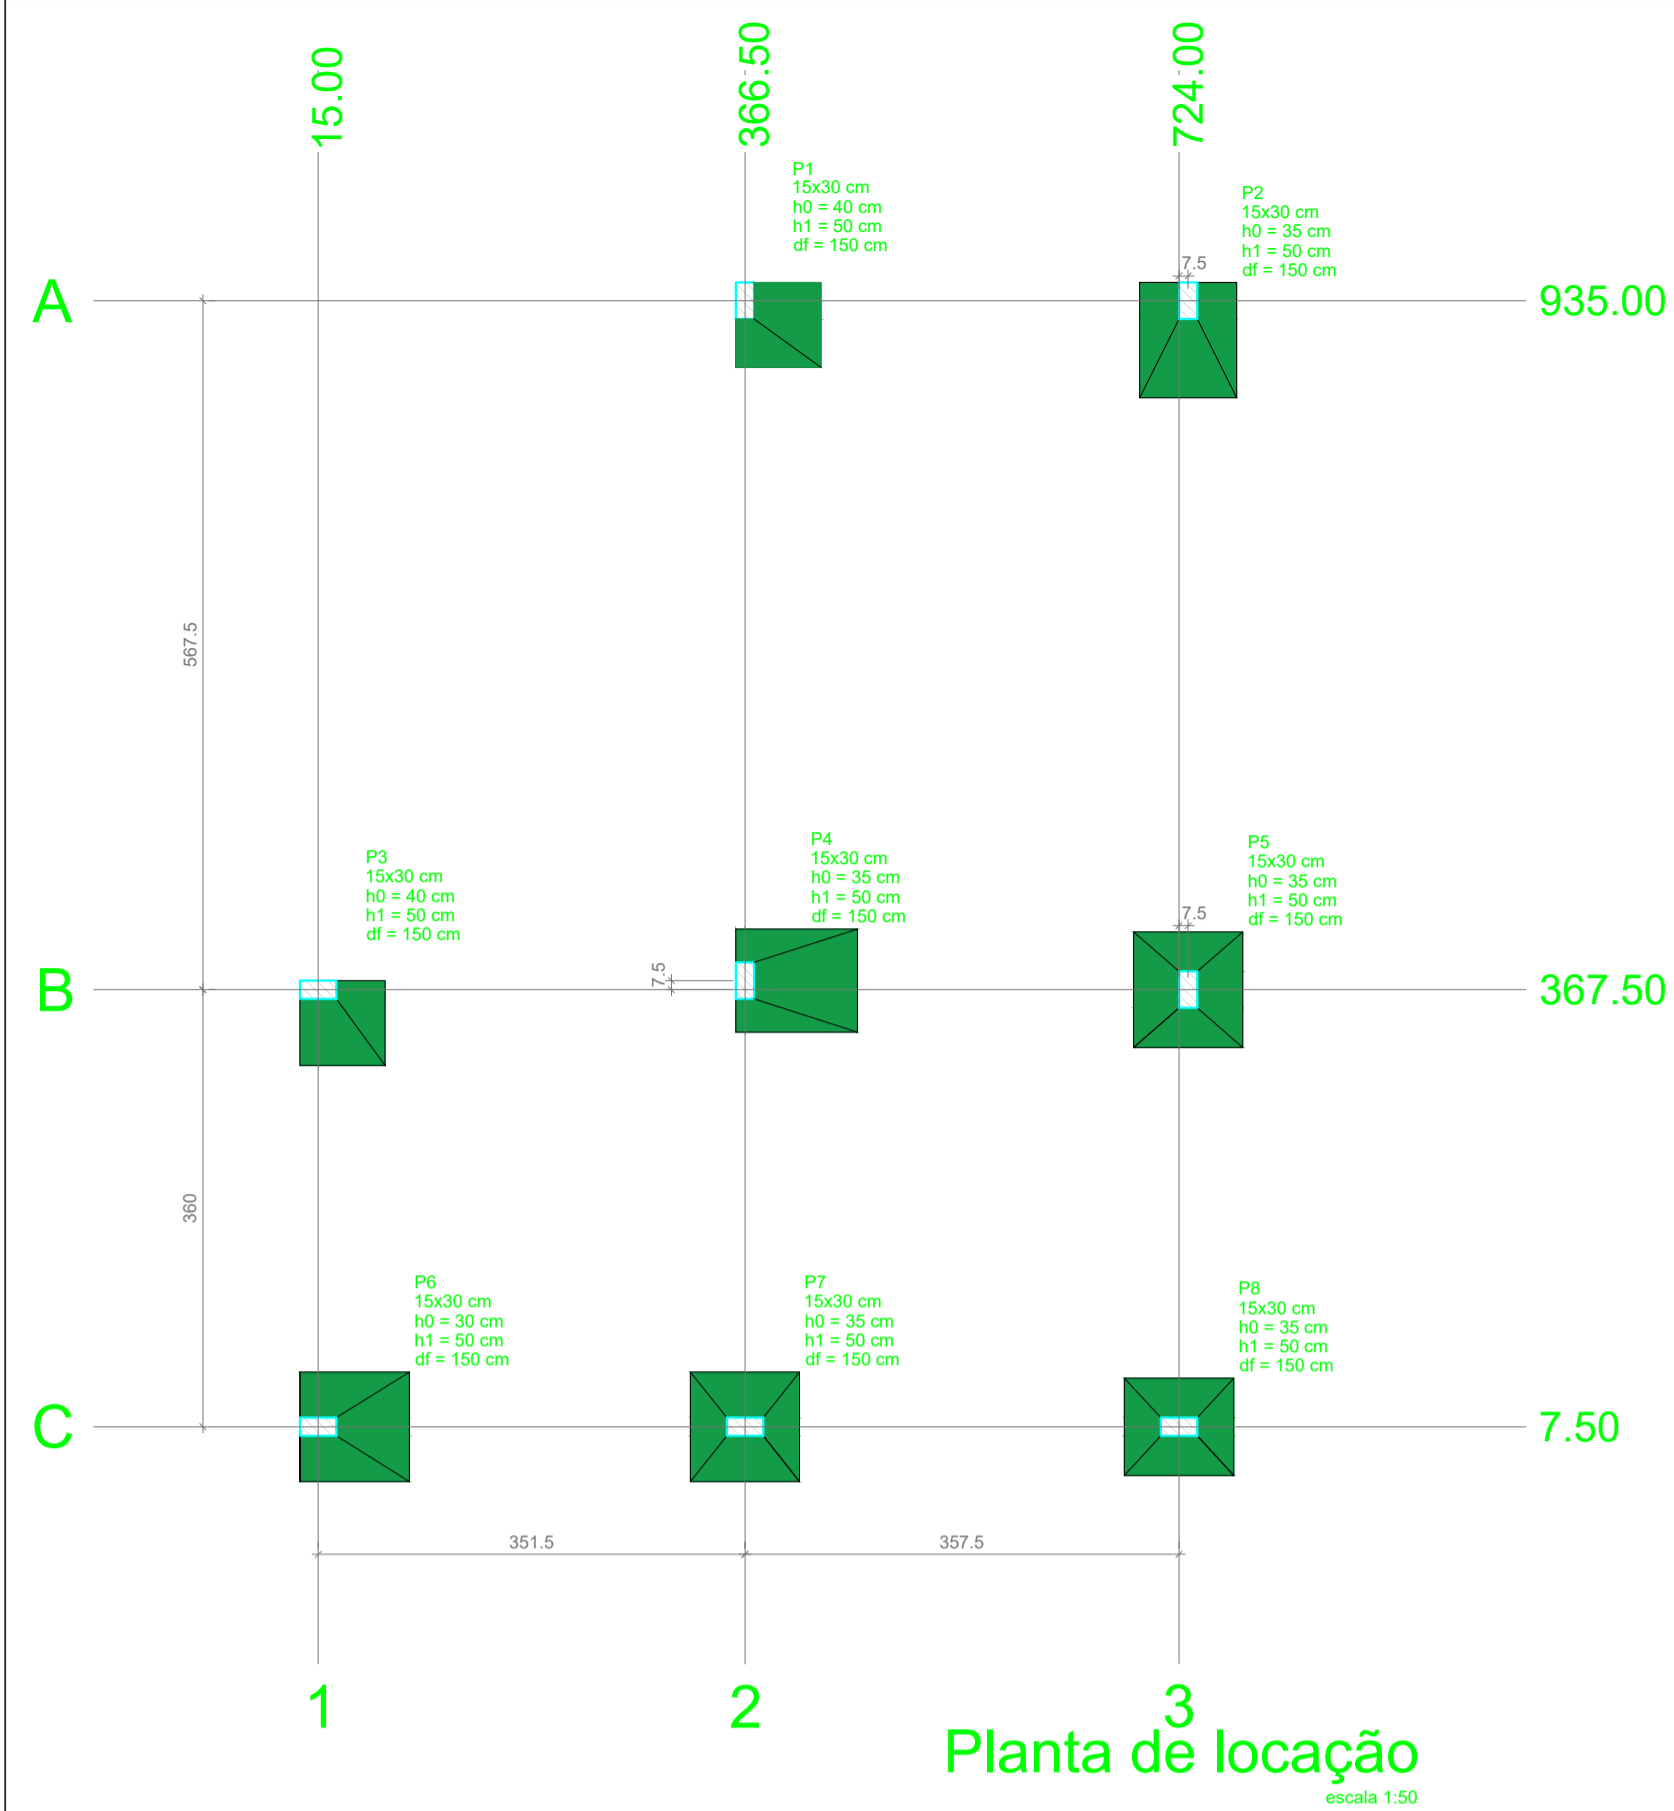 15.00
366.50
724.00
P1
15x30 cm
h0 = 40 cm
h1 = 50 cm
df = 150 cm
P2
15x30 cm
h0 = 35 cm
h1 = 50 cm
df = 150 cm
7.5
A
935.00
567.5
P3
15x30 cm
h0 = 40 cm
h1 = 50 cm
df = 150 cm
P4
15x30 cm
h0 = 35 cm
h1 = 50 cm
df = 150 cm
P5
15x30 cm
h0 = 35 cm
h1 = 50 cm
df = 150 cm
7.5
7.5
B
367.50
360
P6
15x30 cm
h0 = 30 cm
h1 = 50 cm
df = 150 cm
P7
15x30 cm
h0 = 35 cm
h1 = 50 cm
df = 150 cm
P8
15x30 cm
h0 = 35 cm
h1 = 50 cm
df = 150 cm
C
7.50
351.5
357.5
1
2
3
Planta de locação
escala 1:50